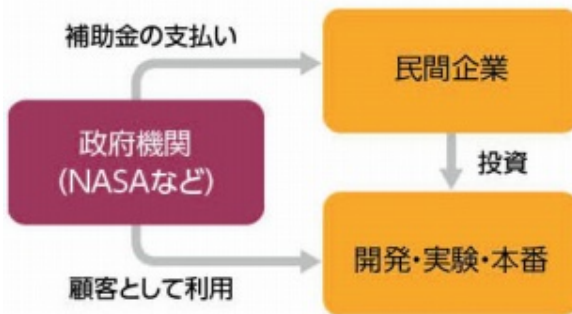 補助金の支払い
民間企業
政府機関
(NASAなど)
投資
開発・実験・本番
顧客として利用